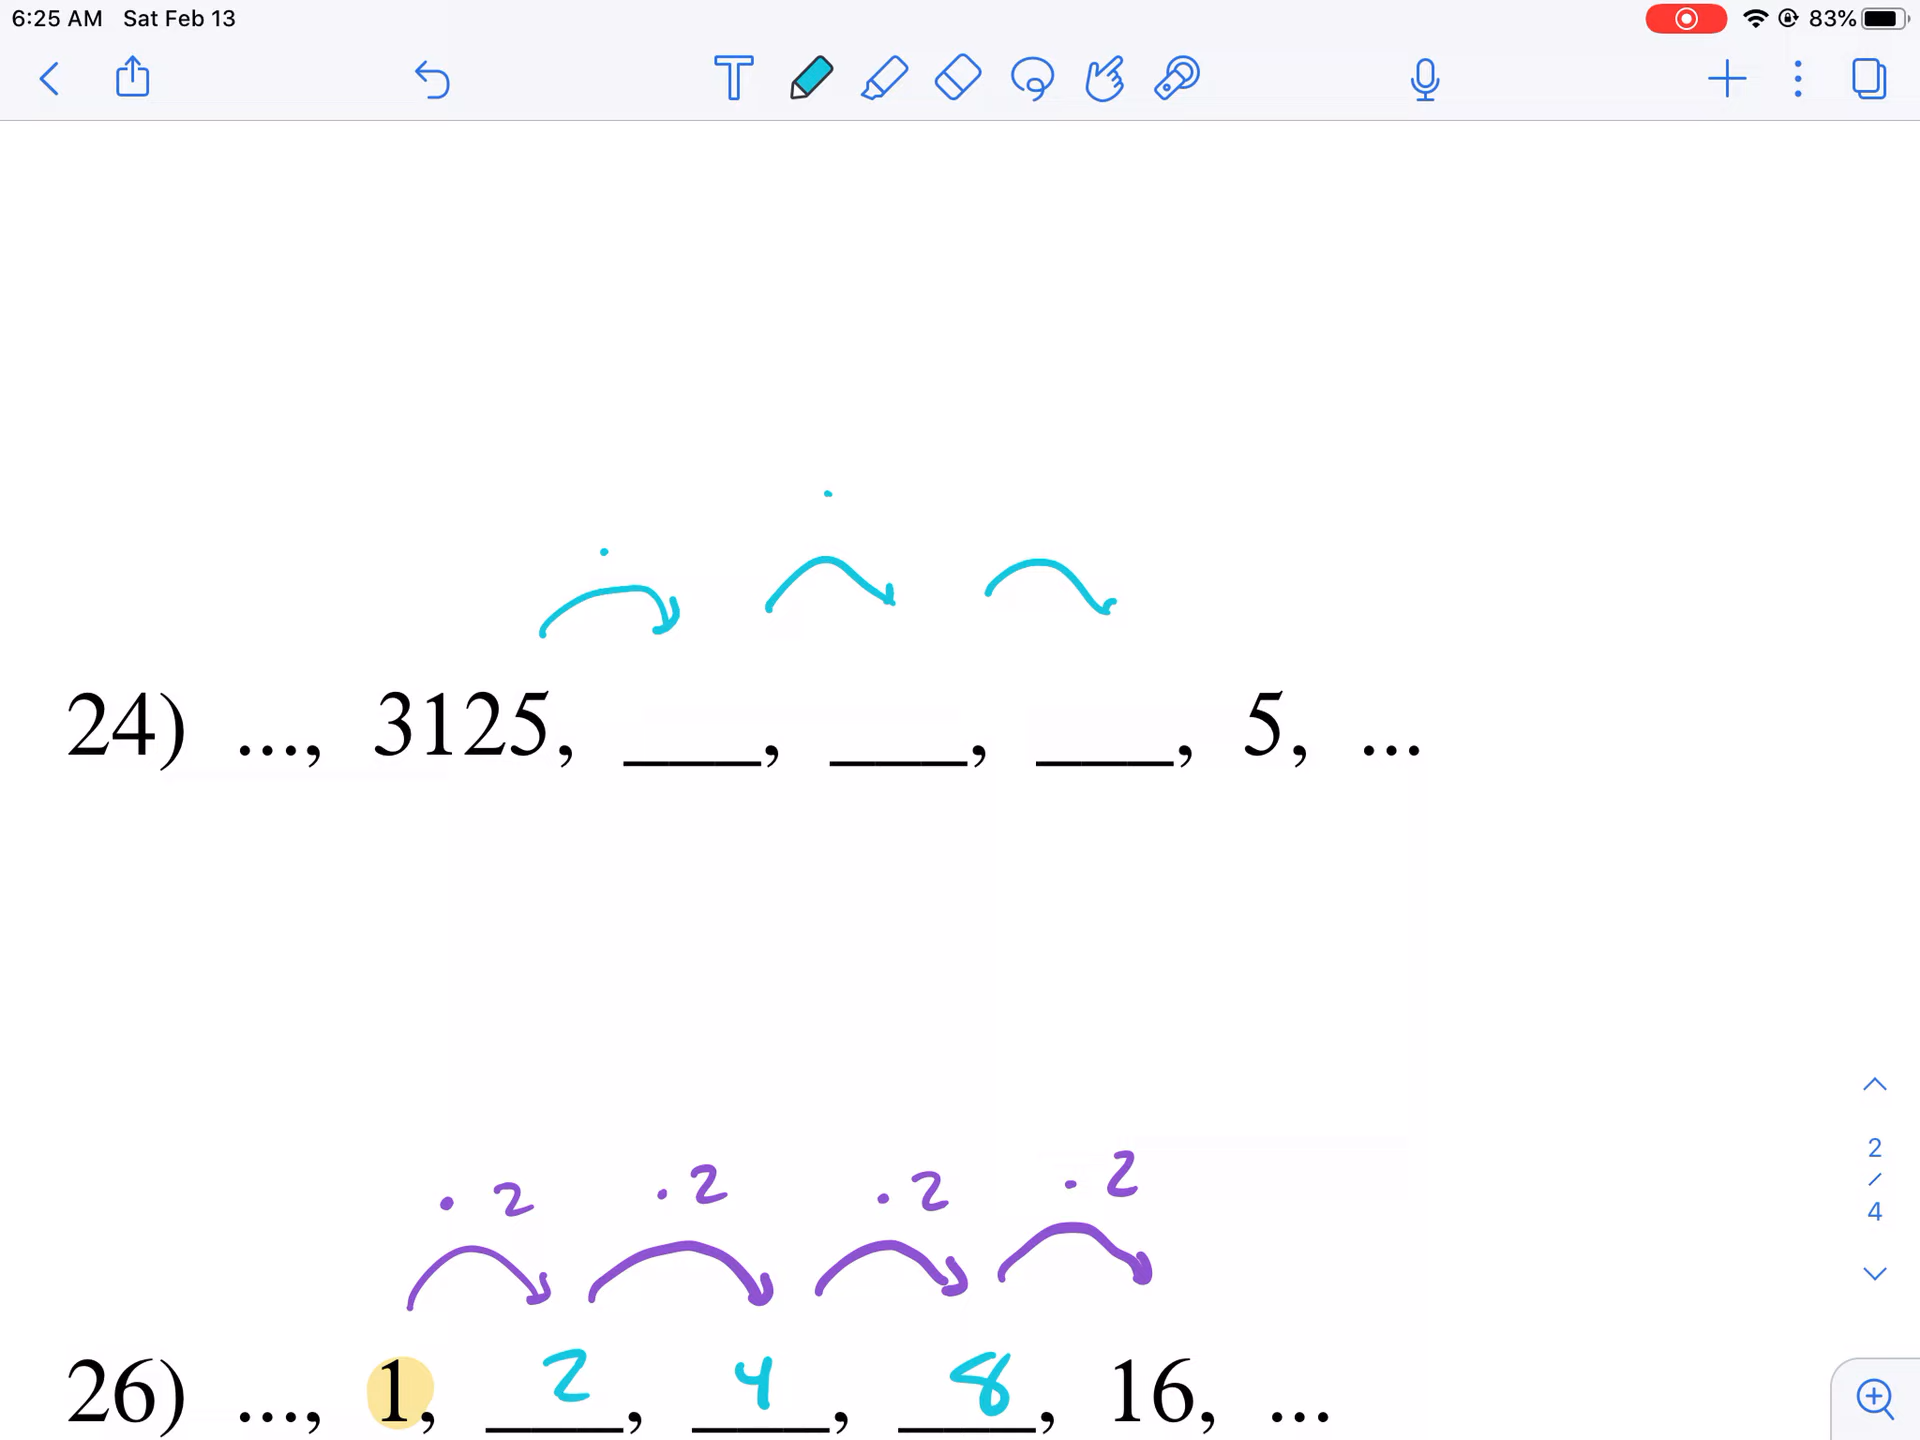 6:25 AM Sat Feb 13 83%
T
24) ..., 3125, ___, ___, ___, 5, ...
2
/
4
· 2 · 2 · 2 · 2
26) ..., 1, 2, 4, 8, 16, ...